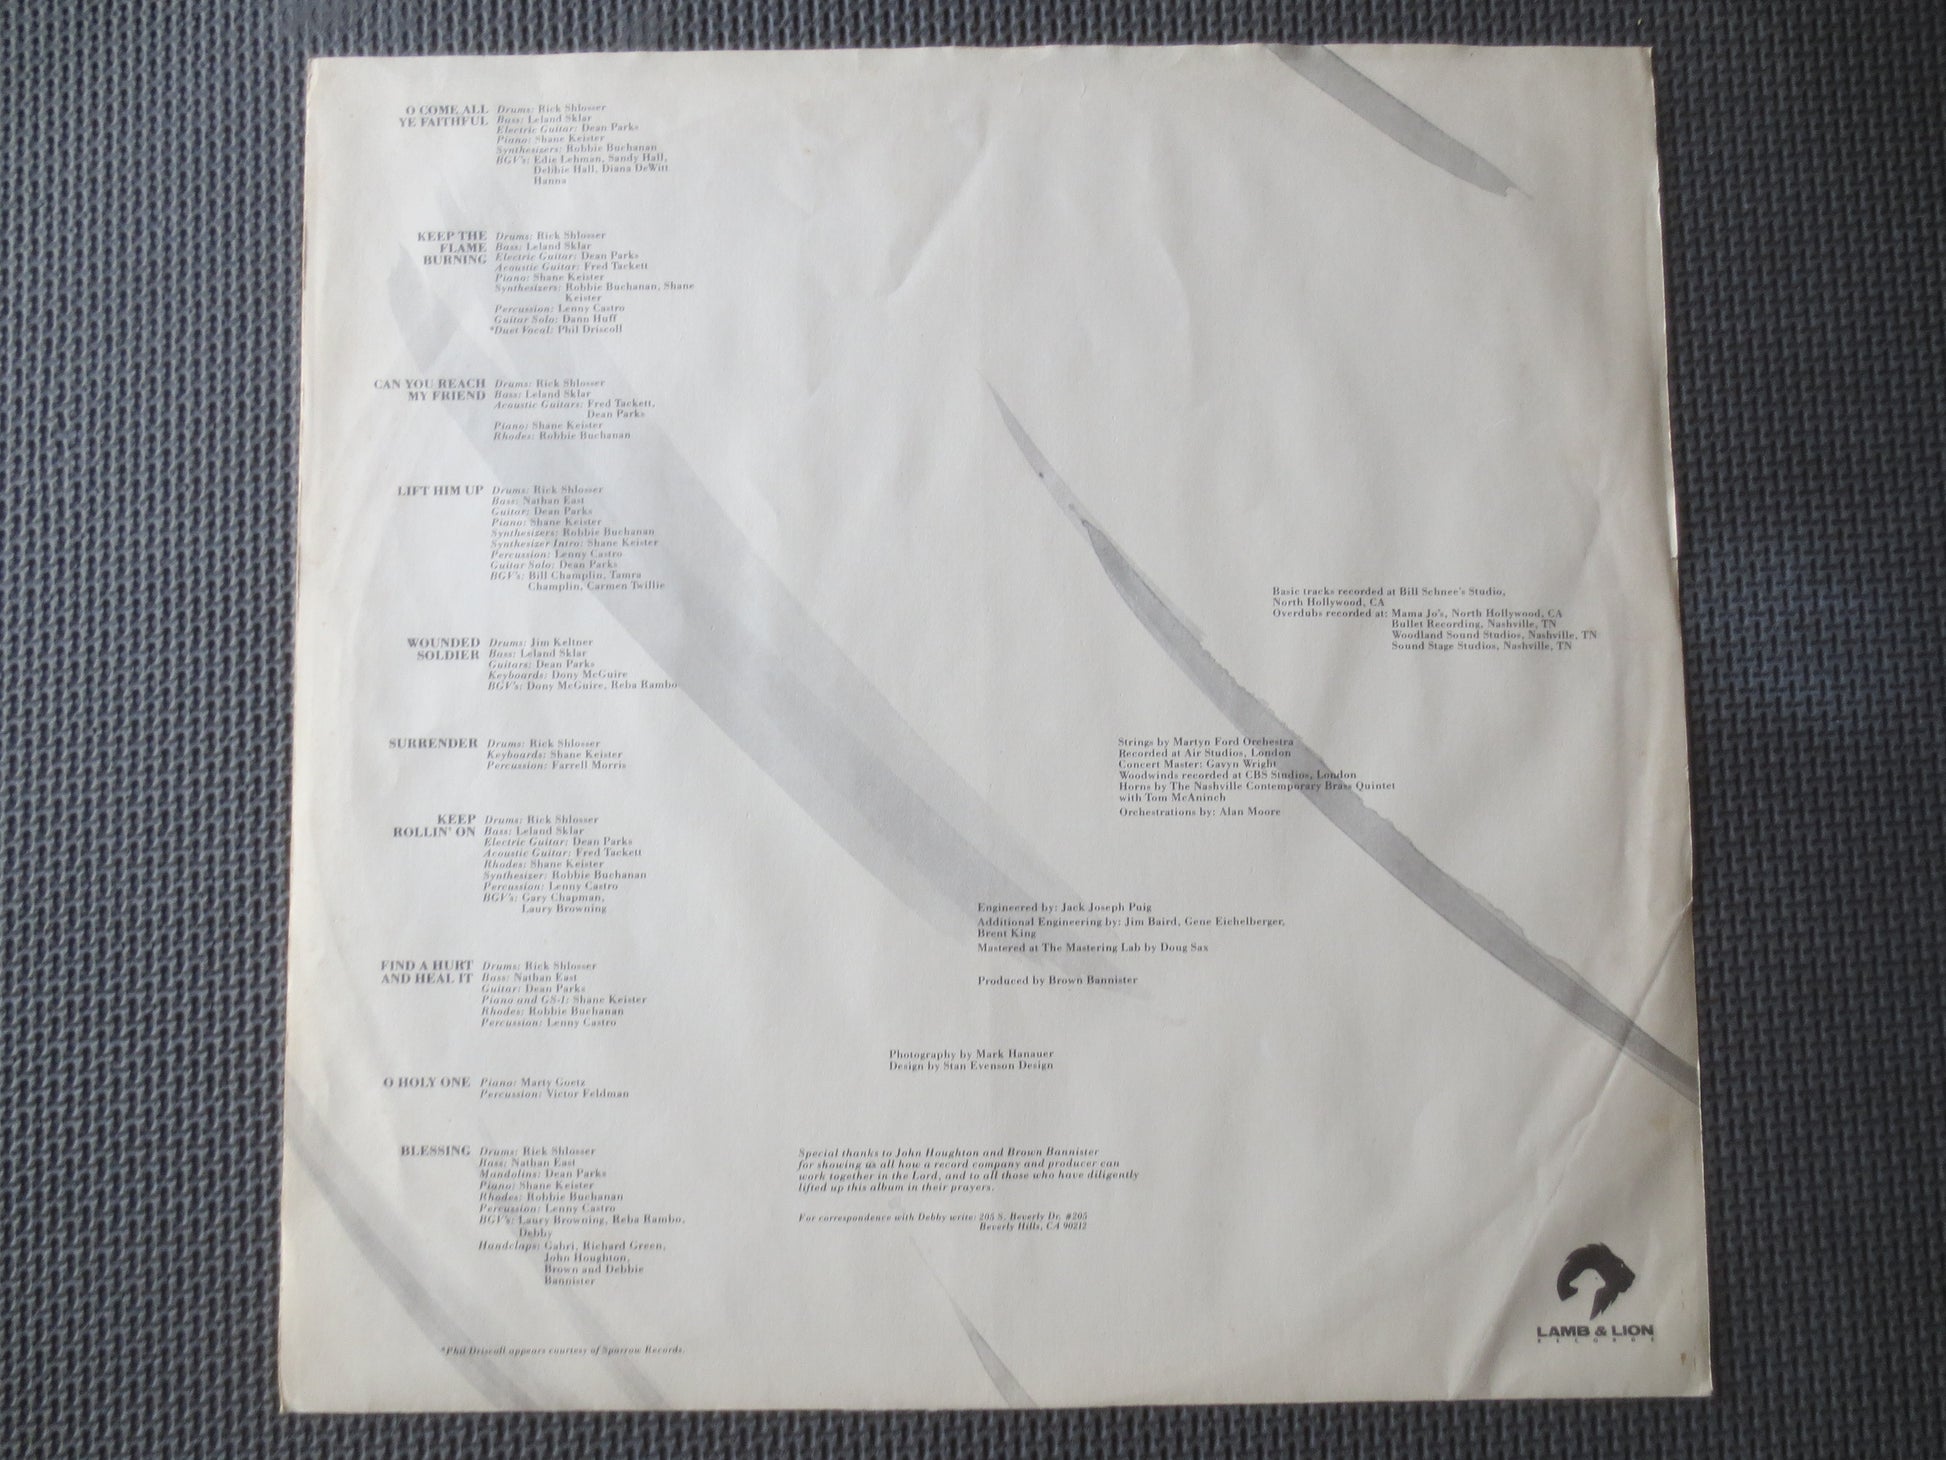 O COME ALL
YE FAITHFUL
Drums: Rick Shlosser
Bass: Leland Sklar
Electric Guitar: Dean Parks
Piano: Shane Keister
Synthesizers: Robbie Buchanan
BGV's: Edie Lehman, Sandy Hall,
Debbie Hall, Diana DeWitt
Hanna
KEEP THE
FLAME
BURNING
Drums: Rick Shlosser
Bass: Leland Sklar
Electric Guitar: Dean Parks
Acoustic Guitar: Fred Tackett
Piano: Shane Keister
Synthesizers: Robbie Buchanan, Shane
Keister
Percussion: Lenny Castro
Guitar Solo: Dann Huff
*Duet Vocal: Phil Driscoll
CAN YOU REACH
MY FRIEND
Drums: Rick Shlosser
Bass: Leland Sklar
Acoustic Guitars: Fred Tackett,
Dean Parks
Piano: Shane Keister
Rhodes: Robbie Buchanan
LIFT HIM UP
Drums: Rick Shlosser
Bass: Nathan East
Guitar: Dean Parks
Piano: Shane Keister
Synthesizers: Robbie Buchanan
Synthesizer Intro: Shane Keister
Percussion: Lenny Castro
Guitar Solo: Dean Parks
BGV's: Bill Champlin, Tamra
Champlin, Carmen Twillie
WOUNDED
SOLDIER
Drums: Jim Keltner
Bass: Leland Sklar
Guitars: Dean Parks
Keyboards: Dony McGuire
BGV's: Dony McGuire, Reba Rambo
SURRENDER
Drums: Rick Shlosser
Keyboards: Shane Keister
Percussion: Farrell Morris
KEEP
ROLLIN' ON
Drums: Rick Shlosser
Bass: Leland Sklar
Electric Guitar: Dean Parks
Acoustic Guitar: Fred Tackett
Rhodes: Shane Keister
Synthesizer: Robbie Buchanan
Percussion: Lenny Castro
BGV's: Gary Chapman,
Laury Browning
FIND A HURT
AND HEAL IT
Drums: Rick Shlosser
Bass: Nathan East
Guitar: Dean Parks
Piano and GS-1: Shane Keister
Rhodes: Robbie Buchanan
Percussion: Lenny Castro
O HOLY ONE
Piano: Marty Goetz
Percussion: Victor Feldman
BLESSING
Drums: Rick Shlosser
Bass: Nathan East
Mandolins: Dean Parks
Piano: Shane Keister
Rhodes: Robbie Buchanan
Percussion: Lenny Castro
BGV's: Laury Browning, Reba Rambo,
Debby
Handclaps: Gabri, Richard Green,
John Houghton,
Brown and Debbie
Bannister
*Phil Driscoll appears courtesy of Sparrow Records.
Basic tracks recorded at Bill Schnee's Studio,
North Hollywood, CA
Overdubs recorded at: Mama Jo's, North Hollywood, CA
Bullet Recording, Nashville, TN
Woodland Sound Studios, Nashville, TN
Sound Stage Studios, Nashville, TN
Strings by Martyn Ford Orchestra
Recorded at Air Studios, London
Concert Master: Gavyn Wright
Woodwinds recorded at CBS Studios, London
Horns by The Nashville Contemporary Brass Quintet
with Tom McAninch
Orchestrations by: Alan Moore
Engineered by: Jack Joseph Puig
Additional Engineering by: Jim Baird, Gene Eichelberger,
Brent King
Mastered at The Mastering Lab by Doug Sax
Produced by Brown Bannister
Photography by Mark Hanauer
Design by Stan Evenson Design
Special thanks to John Houghton and Brown Bannister
for showing us all how a record company and producer can
work together in the Lord, and to all those who have diligently
lifted up this album in their prayers.
For correspondence with Debby write: 205 S. Beverly Dr. #205
Beverly Hills, CA 90212
LAMB & LION
RECORDS